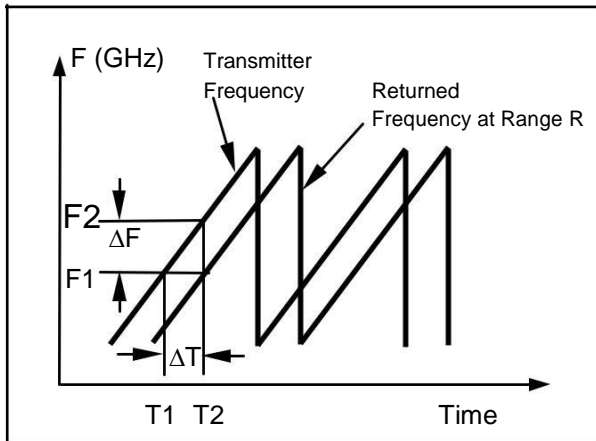 F (GHz)
Transmitter
Frequency
Returned
Frequency at Range R
F2
ΔF
F1
ΔT
T1 T2 Time